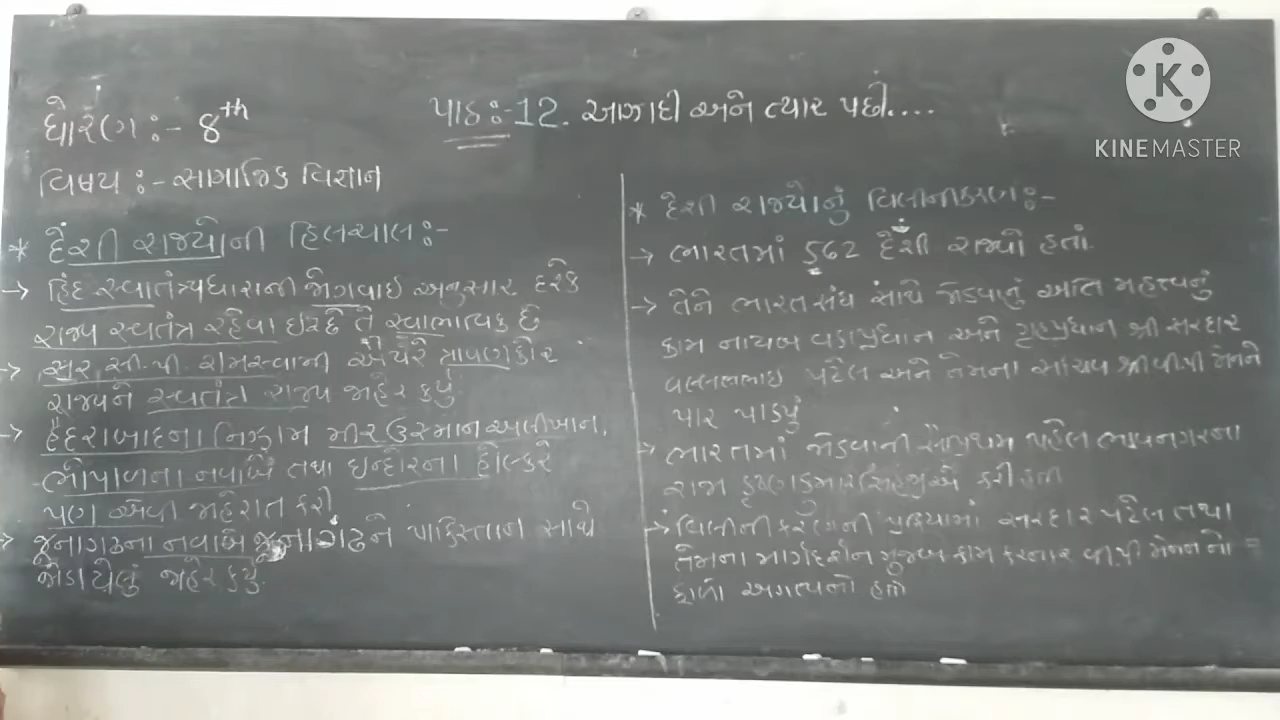 ધોરણ :- 8th
પાઠ :- 12. આઝાદી અને ત્યાર પછી....
વિષય :- સામાજિક વિજ્ઞાન
* દેશી રાજ્યોની હિલચાલ :-
→ હિંદ સ્વાતંત્ર્યધારાની જોગવાઇ અનુસાર દરેક
રાજ્ય સ્વતંત્ર રહેવા ઇચ્છે તે સ્વાભાવિક છે
→ સર, સી.પી. રામસ્વામી ઐયરે ત્રાવણકોર
રાજ્યને સ્વતંત્ર રાજ્ય જાહેર કર્યું.
→ હૈદરાબાદના નિઝામ મીર ઉસ્માન અલીખાન,
ભોપાળના નવાબે તથા ઇન્દોરના હોલ્કરે
પણ એવી જાહેરાત કરી
→ જૂનાગઢના નવાબે જૂનાગઢને પાકિસ્તાન સાથે
જોડાયેલું જાહેર કર્યું.
* દેશી રાજ્યોનું વિલીનીકરણ :-
→ ભારતમાં 562 દેશી રાજ્યો હતાં.
→ તેને ભારતસંઘ સાથે જોડવાનું અતિ મહત્ત્વનું
કામ નાયબ વડાપ્રધાન અને ગૃહપ્રધાન શ્રી સરદાર
વલ્લભભાઇ પટેલ અને તેમના સચિવ શ્રી વી.પી મેનને
પાર પાડ્યું
→ ભારતમાં જોડવાની સૌપ્રથમ પહેલ ભાવનગરના
રાજા કૃષ્ણકુમારસિંહજીએ કરી હતી
→ વિલીનીકરણની પ્રક્રિયામાં સરદાર પટેલ તથા
તેમના માર્ગદર્શન મુજબ કામ કરનાર વી.પી મેનન નો
ફાળો અગત્યનો હતો
KINEMASTER